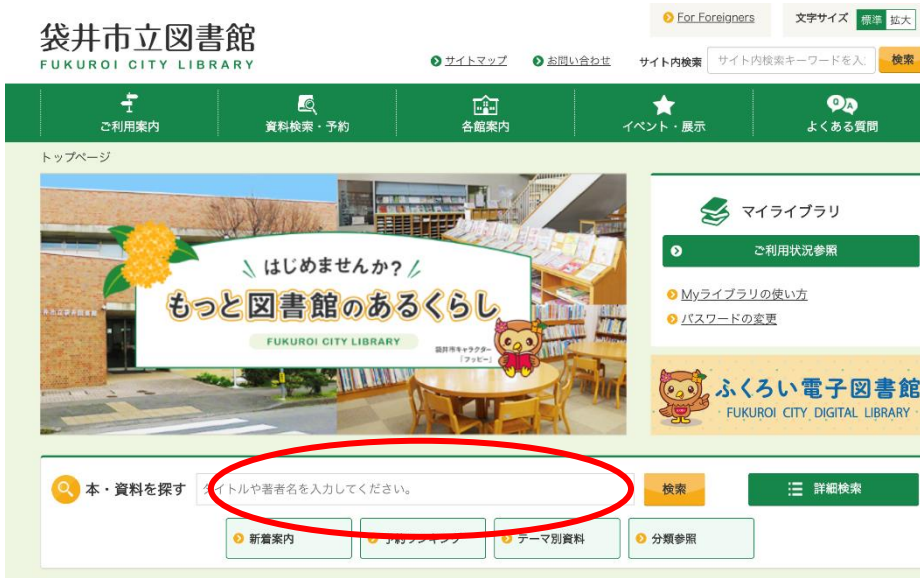 袋井市立図書館
FUKUROI CITY LIBRARY
For Foreigners
文字サイズ 標準 拡大
サイトマップ お問い合わせ サイト内検索 サイト内検索キーワードを入 検索
ご利用案内 資料検索・予約 各館案内 イベント・展示 よくある質問
トップページ
はじめませんか?
もっと図書館のあるくらし
FUKUROI CITY LIBRARY
袋井市キャラクター
「フッピー」
マイライブラリ
ご利用状況参照
Myライブラリの使い方
パスワードの変更
ふくろい電子図書館
FUKUROI CITY DIGITAL LIBRARY
本・資料を探す タイトルや著者名を入力してください。 検索 詳細検索
新着案内 予約ランキング テーマ別資料 分類参照